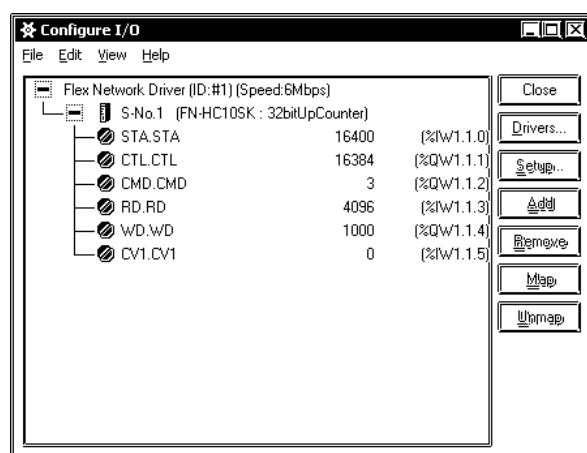 Configure I/O
File Edit View Help
Flex Network Driver (ID:#1) (Speed:6Mbps)
S-No.1 (FN-HC10SK : 32bitUpCounter)
STA.STA 16400 (%IW1.1.0)
CTL.CTL 16384 (%QW1.1.1)
CMD.CMD 3 (%QW1.1.2)
RD.RD 4096 (%IW1.1.3)
WD.WD 1000 (%QW1.1.4)
CV1.CV1 0 (%IW1.1.5)
Close
Drivers...
Setup...
Add
Remove
Map
Unmap